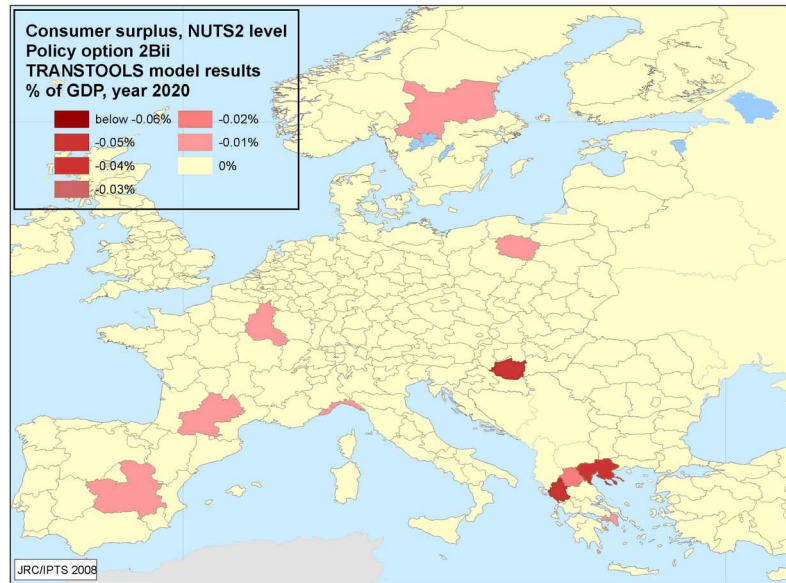 Consumer surplus, NUTS2 level
Policy option 2Bii
TRANSTOOLS model results
% of GDP, year 2020
below -0.06%
-0.02%
-0.05%
-0.01%
-0.04%
0%
-0.03%
JRC/IPTS 2008